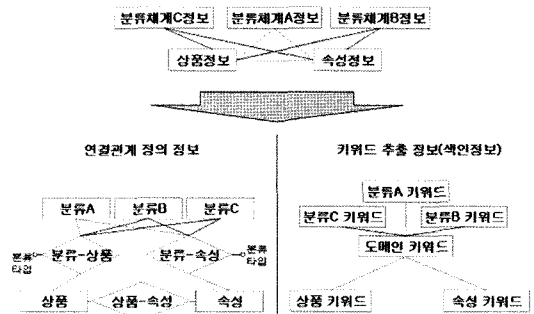 분류체계C정보 분류체계A정보 분류체계B정보
상품정보 속성정보
연결관계 정의 정보 키워드 추출 정보(색인정보)
분류A 분류B 분류C
분류A 키워드
분류C 키워드 분류B 키워드
분류타입 분류-상품 분류-속성 분류타입
도메인 키워드
상품 상품-속성 속성
상품 키워드 속성 키워드